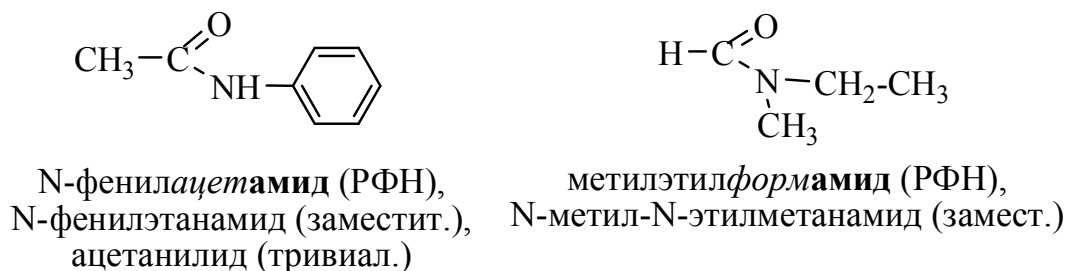 CH3 C O NH
N-фенилацетамид (РФН),
N-фенилэтанамид (заместит.),
ацетанилид (тривиал.)
H C O N CH2-CH3 CH3
метилэтилформамид (РФН),
N-метил-N-этилметанамид (замест.)